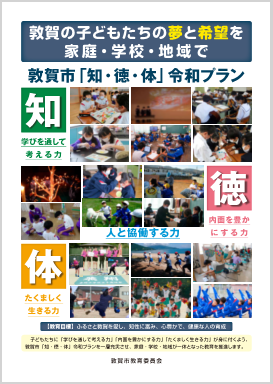 敦賀の子どもたちの夢と希望を
家庭・学校・地域で
敦賀市「知・徳・体」令和プラン
知
学びを通して
考える力
徳
内面を豊か
にする力
人と協働する力
体
たくましく
生きる力
【教育目標】ふるさと敦賀を愛し、知性に富み、心豊かで、健康な人の育成
子どもたちに「学びを通して考える力」「内面を豊かにする力」「たくましく生きる力」が身に付くよう、
敦賀市「知・徳・体」令和プランを一層充実させ、家庭・学校・地域が一体となった教育を推進します。
敦賀市教育委員会